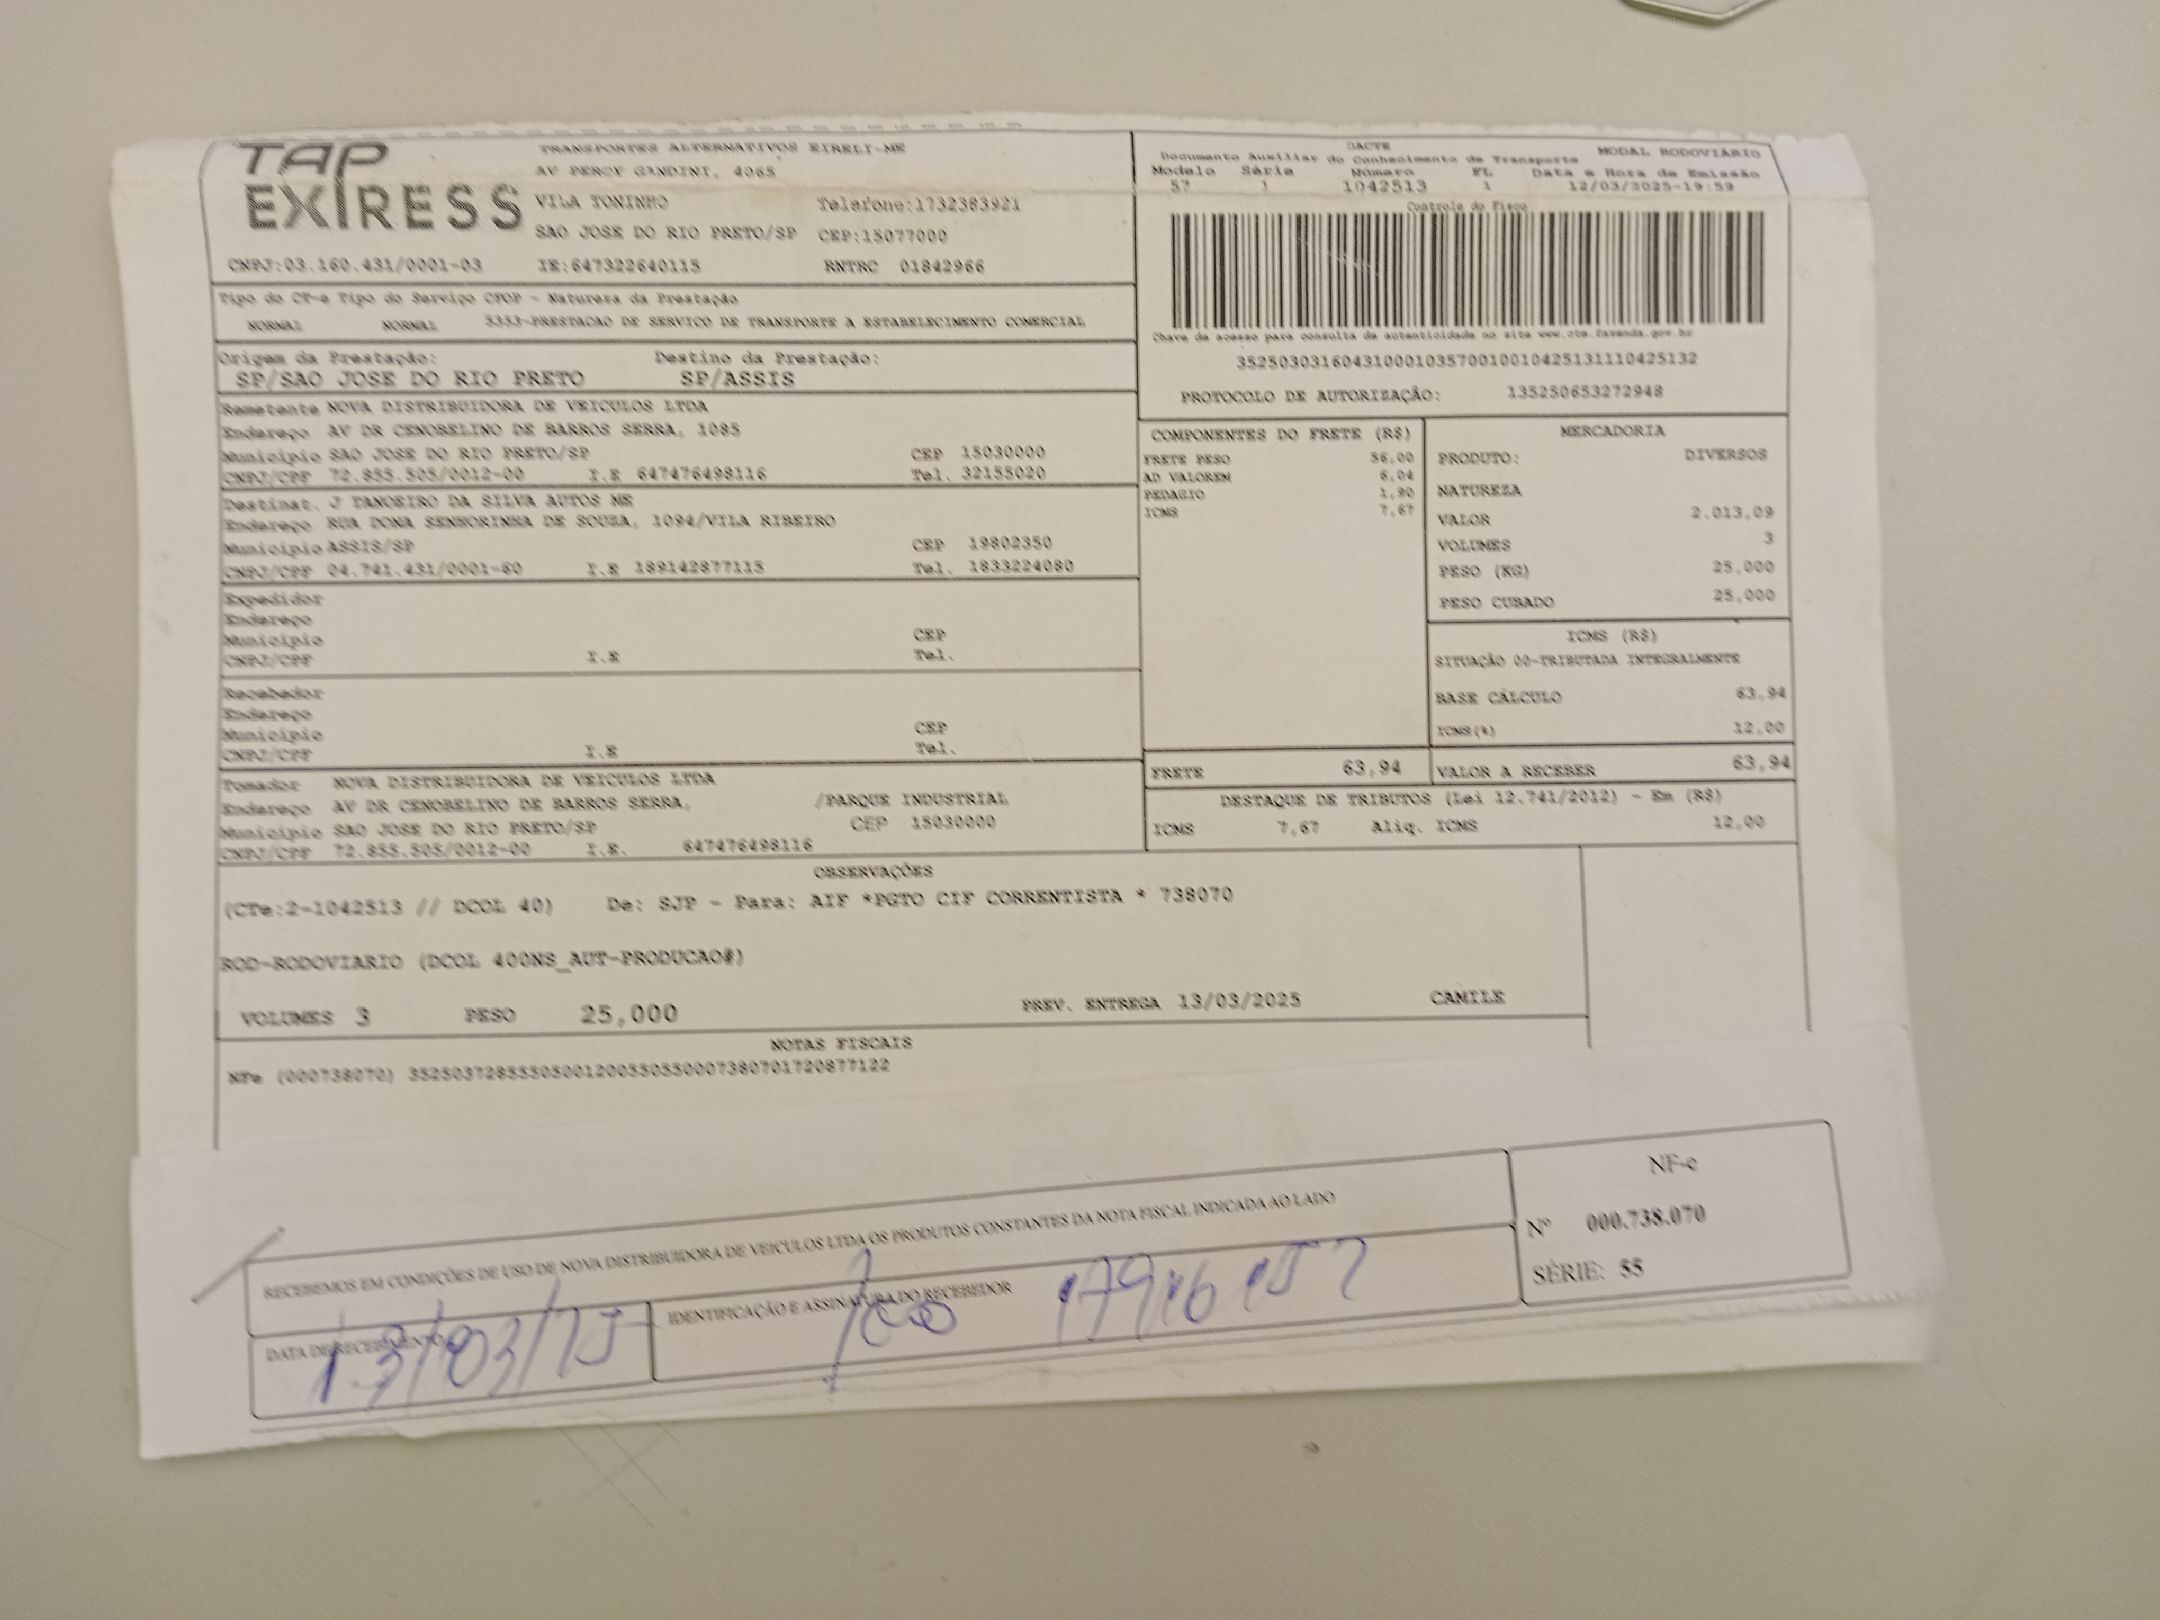 TAP
EXPRESS
TRANSPORTES ALTERNATIVOS EIRELI-ME
AV PERCY GANDINI, 4065
VILA TONINHO Telefone:1732383921
SAO JOSE DO RIO PRETO/SP CEP:15077000
CNPJ:03.160.431/0001-03 IE:647322640115 RNTRC 01842966
DACTE
Documento Auxiliar do Conhecimento de Transporte MODAL RODOVIÁRIO
Modelo Série Número FL Data e Hora de Emissão
57 1 1042513 1 12/03/2025-19:59
Controle do Fisco
Chave de acesso para consulta de autenticidade no site www.cte.fazenda.gov.br
35250303160431000103570010010425131110425132
PROTOCOLO DE AUTORIZAÇÃO: 135250653272948
Tipo do CT-e Tipo do Serviço CFOP - Natureza da Prestação
NORMAL NORMAL 5353-PRESTACAO DE SERVICO DE TRANSPORTE A ESTABELECIMENTO COMERCIAL
Origem da Prestação: Destino da Prestação:
SP/SAO JOSE DO RIO PRETO SP/ASSIS
Remetente NOVA DISTRIBUIDORA DE VEICULOS LTDA
Endereço AV DR CENOBELINO DE BARROS SERRA, 1085
Município SAO JOSE DO RIO PRETO/SP CEP 15030000
CNPJ/CPF 72.855.505/0012-00 I.E 647476498116 Tel. 32155020
Destinat. J TANOEIRO DA SILVA AUTOS ME
Endereço RUA DONA SENHORINHA DE SOUZA, 1094/VILA RIBEIRO
Município ASSIS/SP CEP 19802350
CNPJ/CPF 04.741.431/0001-60 I.E 189142877115 Tel. 1833224080
Expedidor
Endereço
Município CEP
CNPJ/CPF I.E Tel.
Recebedor
Endereço
Município CEP
CNPJ/CPF I.E Tel.
Tomador NOVA DISTRIBUIDORA DE VEICULOS LTDA
Endereço AV DR CENOBELINO DE BARROS SERRA, /PARQUE INDUSTRIAL
Município SAO JOSE DO RIO PRETO/SP CEP 15030000
CNPJ/CPF 72.855.505/0012-00 I.E. 647476498116
COMPONENTES DO FRETE (R$)
FRETE PESO 56,00
AD VALOREM 6,04
PEDAGIO 1,90
ICMS 7,67
FRETE 63,94
MERCADORIA
PRODUTO: DIVERSOS
NATUREZA
VALOR 2.013,09
VOLUMES 3
PESO (KG) 25,000
PESO CUBADO 25,000
ICMS (R$)
SITUAÇÃO 00-TRIBUTADA INTEGRALMENTE
BASE CÁLCULO 63,94
ICMS(%) 12,00
VALOR A RECEBER 63,94
DESTAQUE DE TRIBUTOS (Lei 12.741/2012) - Em (R$)
ICMS 7,67 Aliq. ICMS 12,00
OBSERVAÇÕES
(CTe:2-1042513 // DCOL 40) De: SJP - Para: AIF *PGTO CIF CORRENTISTA * 738070
ROD-RODOVIARIO (DCOL 400NS_AUT-PRODUCAO#)
VOLUMES 3 PESO 25,000 PREV. ENTREGA 13/03/2025 CAMILE
NOTAS FISCAIS
NFe (000738070) 35250372855505001200550550007380701720877122
RECEBEMOS EM CONDIÇÕES DE USO DE NOVA DISTRIBUIDORA DE VEICULOS LTDA OS PRODUTOS CONSTANTES DA NOTA FISCAL INDICADA AO LADO
DATA DE RECEBIMENTO IDENTIFICAÇÃO E ASSINATURA DO RECEBEDOR
13/03/25
NF-e
Nº 000.738.070
SÉRIE: 55